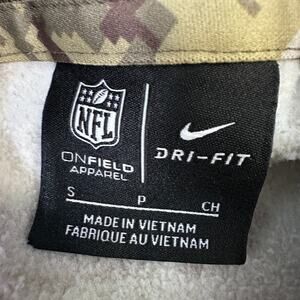 NFL
ONFIELD
APPAREL
DRI-FIT
S P CH
MADE IN VIETNAM
FABRIQUE AU VIETNAM